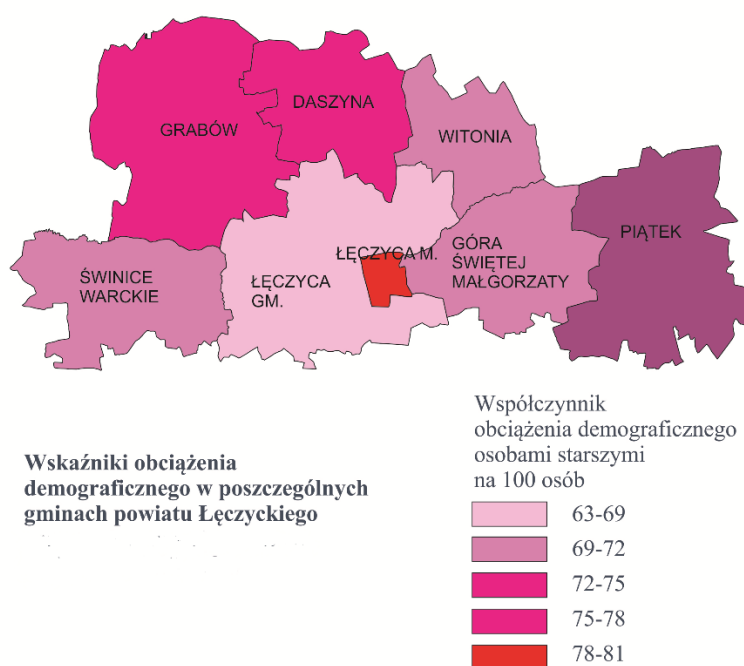 GRABÓW
DASZYNA
WITONIA
PIĄTEK
ŁĘCZYCA M.
GÓRA
ŚWIĘTEJ
MAŁGORZATY
ŚWINICE
WARCKIE
ŁĘCZYCA
GM.
Współczynnik
obciążenia demograficznego
osobami starszymi
na 100 osób
Wskaźniki obciążenia
demograficznego w poszczególnych
gminach powiatu Łęczyckiego
63-69
69-72
72-75
75-78
78-81